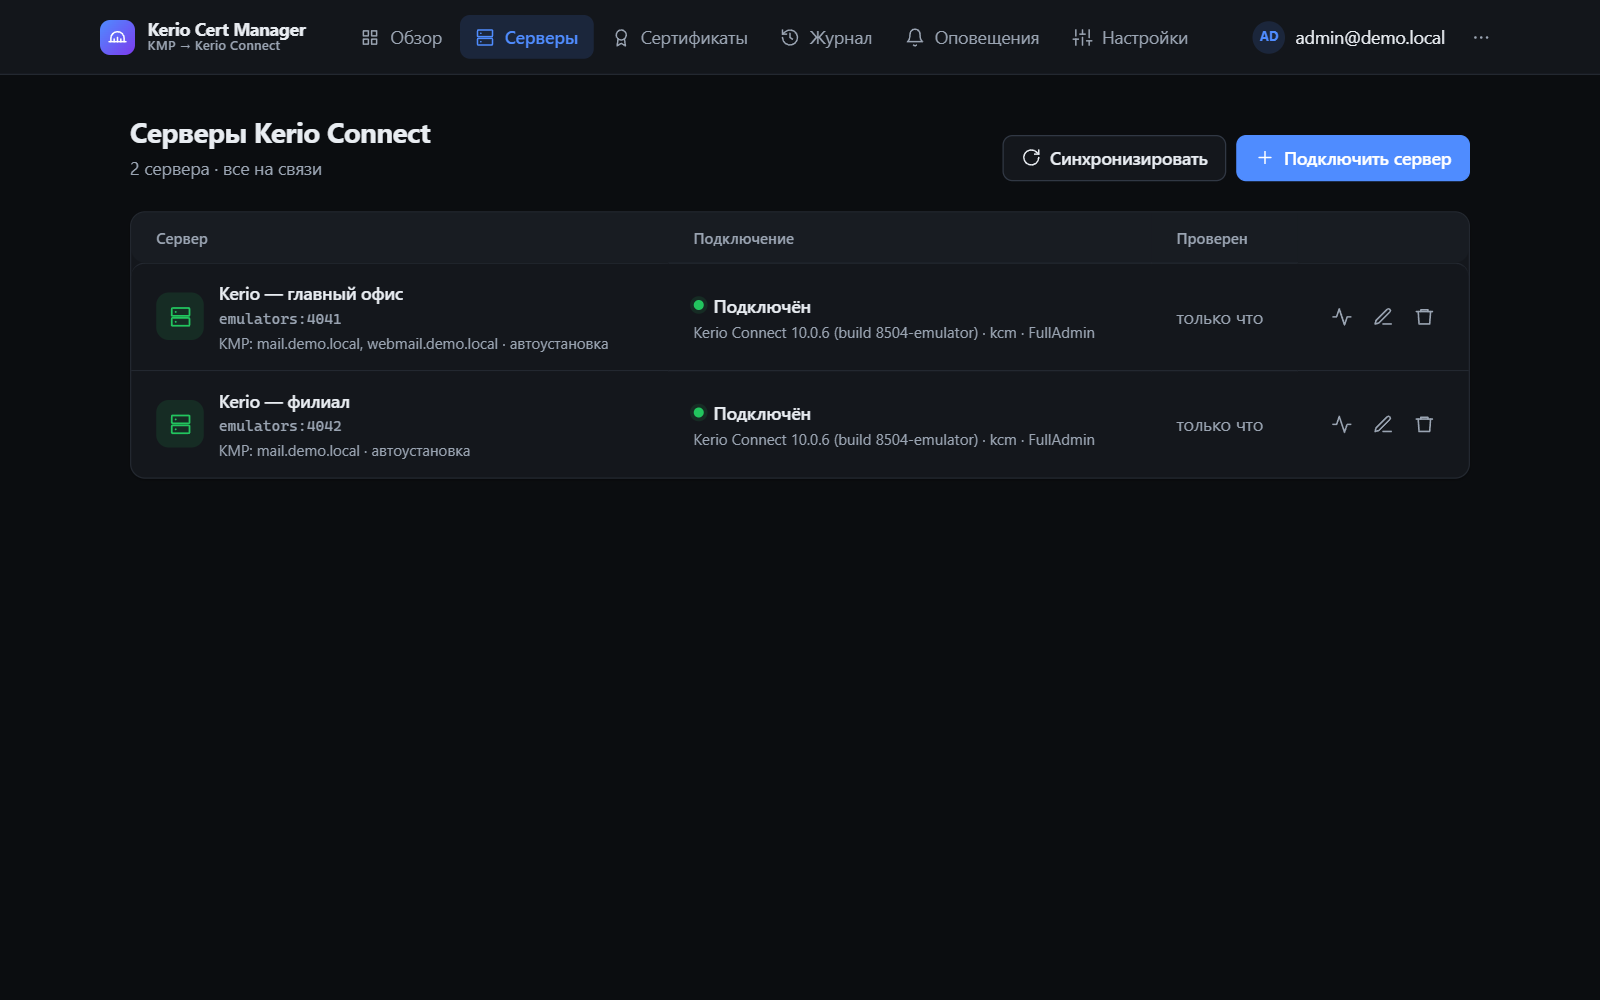 Kerio Cert Manager
KMP → Kerio Connect
Обзор
Серверы
Сертификаты
Журнал
Оповещения
Настройки
AD
admin@demo.local
Серверы Kerio Connect
2 сервера · все на связи
Синхронизировать
Подключить сервер
Сервер
Подключение
Проверен
Kerio — главный офис
emulators:4041
KMP: mail.demo.local, webmail.demo.local · автоустановка
Подключён
Kerio Connect 10.0.6 (build 8504-emulator) · kcm · FullAdmin
только что
Kerio — филиал
emulators:4042
KMP: mail.demo.local · автоустановка
Подключён
Kerio Connect 10.0.6 (build 8504-emulator) · kcm · FullAdmin
только что